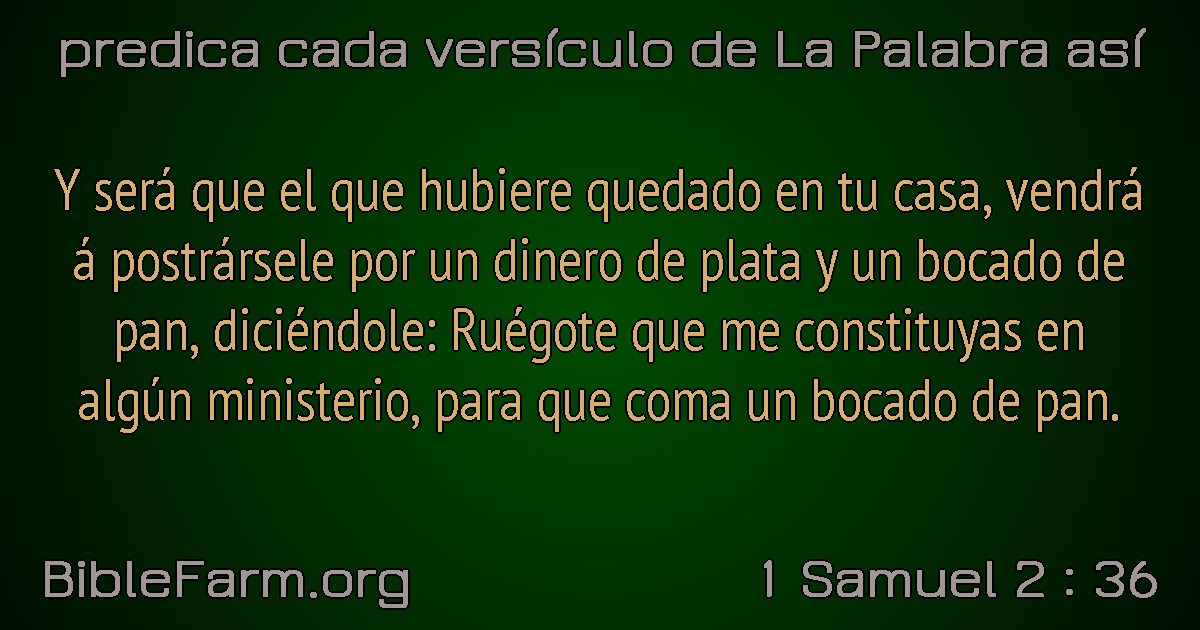 predica cada versículo de La Palabra así
Y será que el que hubiere quedado en tu casa, vendrá
á postrársele por un dinero de plata y un bocado de
pan, diciéndole: Ruégote que me constituyas en
algún ministerio, para que coma un bocado de pan.
BibleFarm.org
1 Samuel 2 : 36